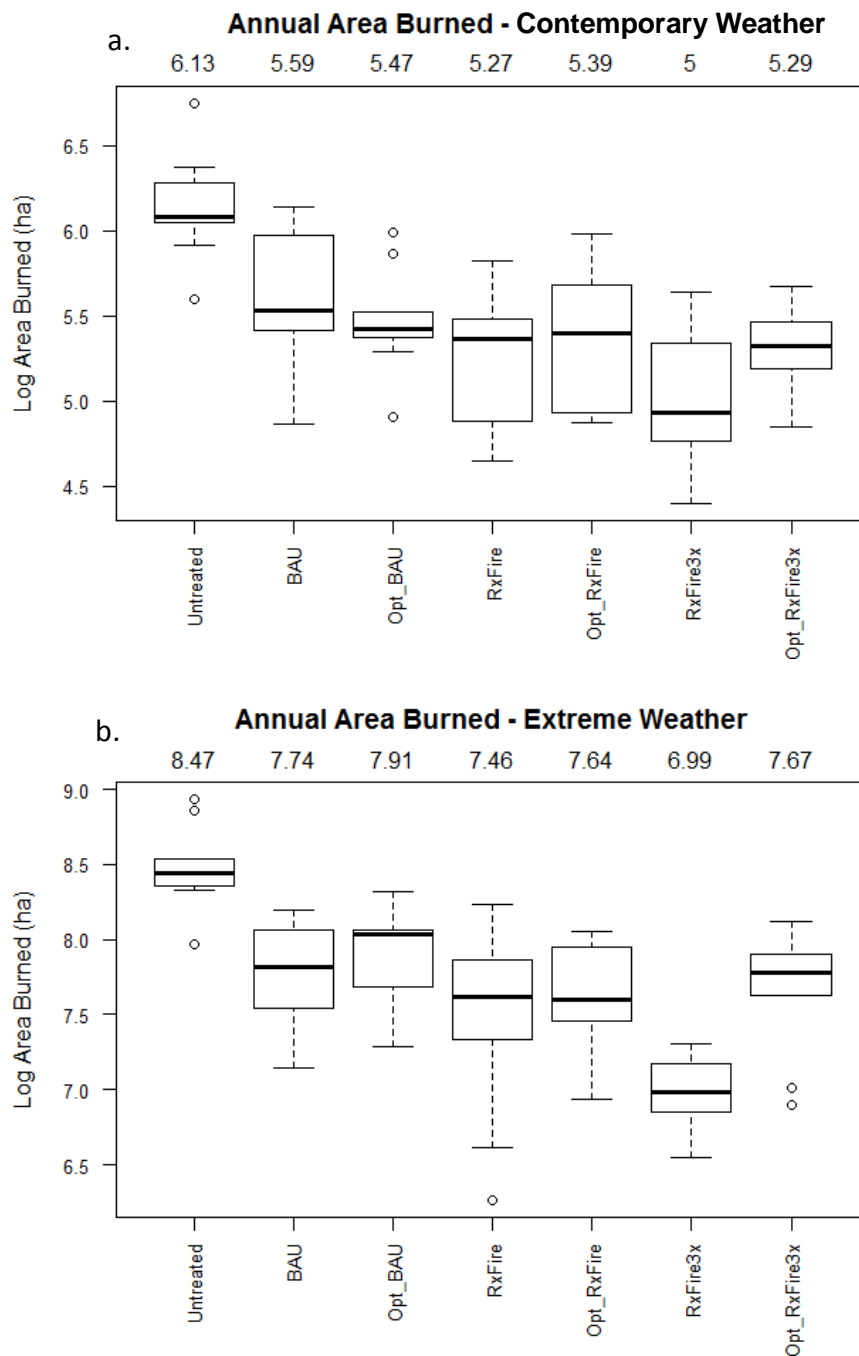 a.
Annual Area Burned - Contemporary Weather
6.13 5.59 5.47 5.27 5.39 5 5.29
Log Area Burned (ha)
6.5
6.0
5.5
5.0
4.5
Untreated BAU Opt_BAU RxFire Opt_RxFire RxFire3x Opt_RxFire3x
b.
Annual Area Burned - Extreme Weather
8.47 7.74 7.91 7.46 7.64 6.99 7.67
Log Area Burned (ha)
9.0
8.5
8.0
7.5
7.0
6.5
Untreated BAU Opt_BAU RxFire Opt_RxFire RxFire3x Opt_RxFire3x